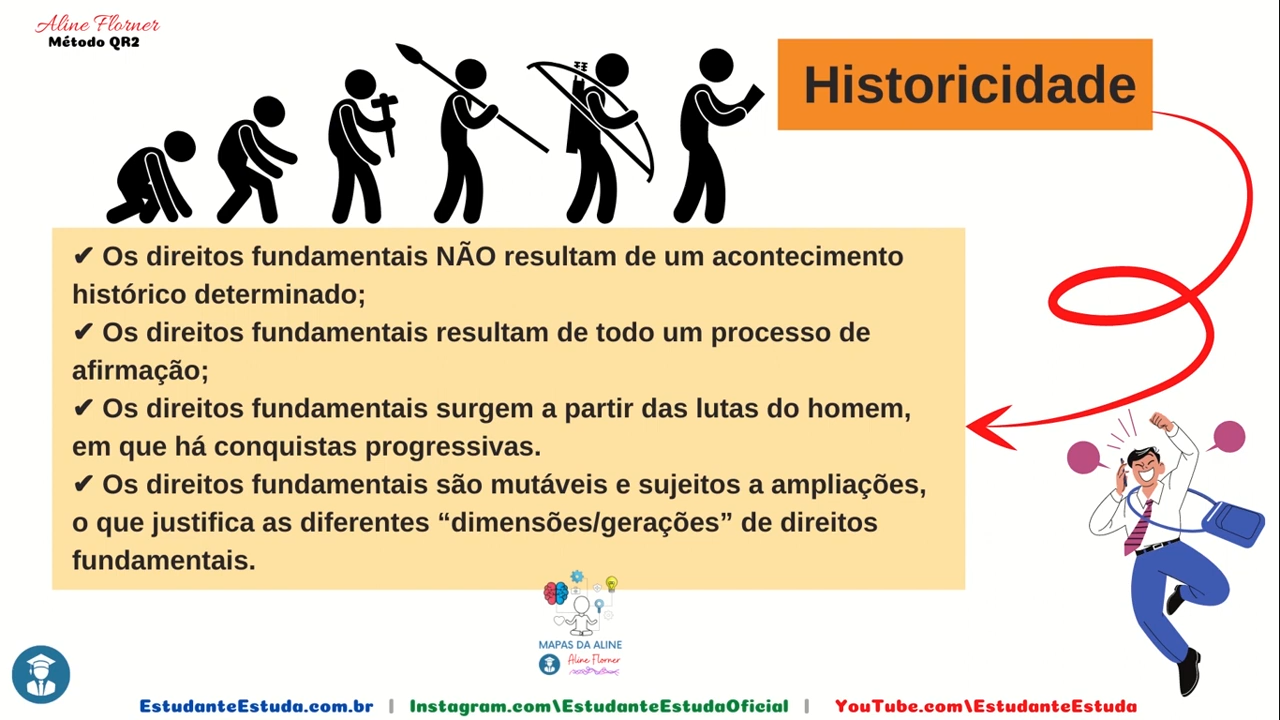 Aline Florner
Método QR2
Historicidade
✔ Os direitos fundamentais NÃO resultam de um acontecimento
histórico determinado;
✔ Os direitos fundamentais resultam de todo um processo de
afirmação;
✔ Os direitos fundamentais surgem a partir das lutas do homem,
em que há conquistas progressivas.
✔ Os direitos fundamentais são mutáveis e sujeitos a ampliações,
o que justifica as diferentes “dimensões/gerações” de direitos
fundamentais.
MAPAS DA ALINE
Aline Florner
EstudanteEstuda.com.br | Instagram.com\EstudanteEstudaOficial | YouTube.com\EstudanteEstuda